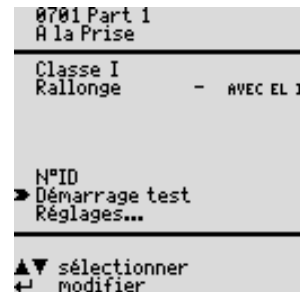 0701 Part 1
A la Prise
Classe I
Rallonge - AVEC EL
N°ID
Démarrage test
Réglages...
▲▼ sélectionner
↵ modifier